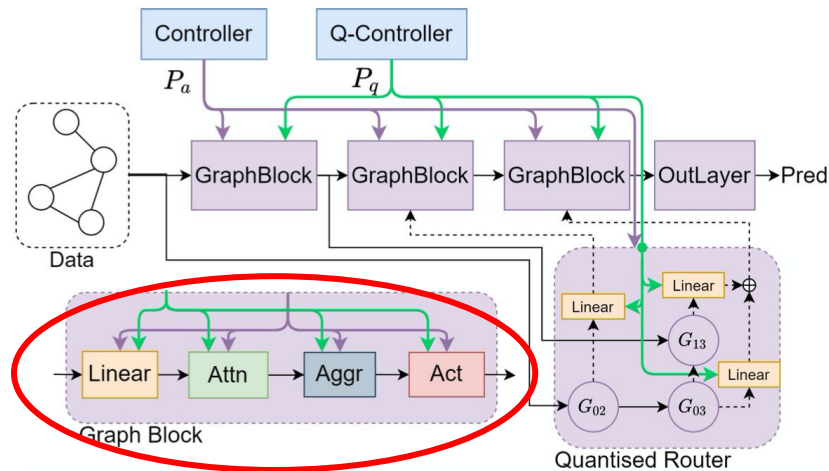 Controller
Q-Controller
P_a
P_q
GraphBlock
GraphBlock
GraphBlock
OutLayer
Pred
Data
Linear
Attn
Aggr
Act
Graph Block
Linear
Linear
Linear
G_13
G_02
G_03
Quantised Router